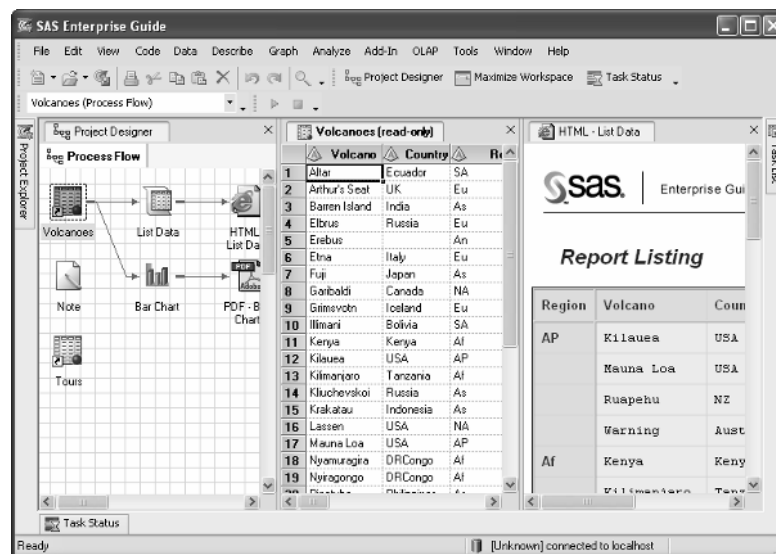 SAS Enterprise Guide
File Edit View Code Data Describe Graph Analyze Add-In OLAP Tools Window Help
Project Designer Maximize Workspace Task Status
Volcanoes (Process Flow)
Project Explorer
Project Designer
Process Flow
Volcanoes
List Data
HTML
List Da
Note
Bar Chart
PDF - B
Chart
Tours
Volcanoes (read-only)
Volcano Country Re
1 Altar Ecuador SA
2 Arthur's Seat UK Eu
3 Barren Island India As
4 Elbrus Russia Eu
5 Erebus An
6 Etna Italy Eu
7 Fuji Japan As
8 Garibaldi Canada NA
9 Grimsvotn Iceland Eu
10 Illimani Bolivia SA
11 Kenya Kenya Af
12 Kilauea USA AP
13 Kilimanjaro Tanzania Af
14 Kliuchevskoi Russia As
15 Krakatau Indonesia As
16 Lassen USA NA
17 Mauna Loa USA AP
18 Nyamuragira DRCongo Af
19 Nyiragongo DRCongo Af
HTML - List Data
sas. Enterprise Gui
Report Listing
Region Volcano Coun
AP Kilauea USA
Mauna Loa USA
Ruapehu NZ
Warning Aust
Af Kenya Keny
Kilimanjaro Tanz
Task Status
Ready
[Unknown] connected to localhost